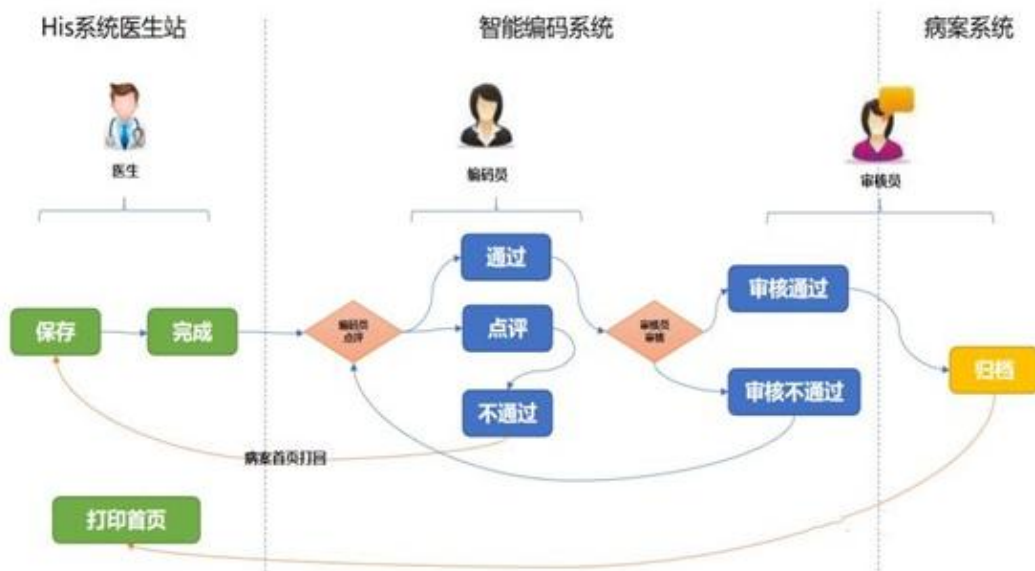 His系统医生站
智能编码系统
病案系统
医生
编码员
审核员
通过
审核通过
保存
完成
编码员
点评
点评
审核员
审核
归档
不通过
审核不通过
病案首页打回
打印首页